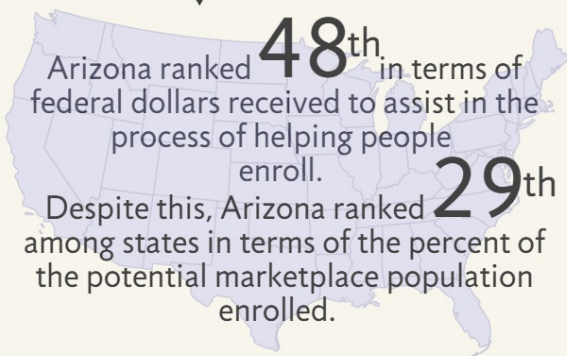 Arizona ranked 48th in terms of
federal dollars received to assist in the
process of helping people
enroll.
Despite this, Arizona ranked 29th
among states in terms of the percent of
the potential marketplace population
enrolled.